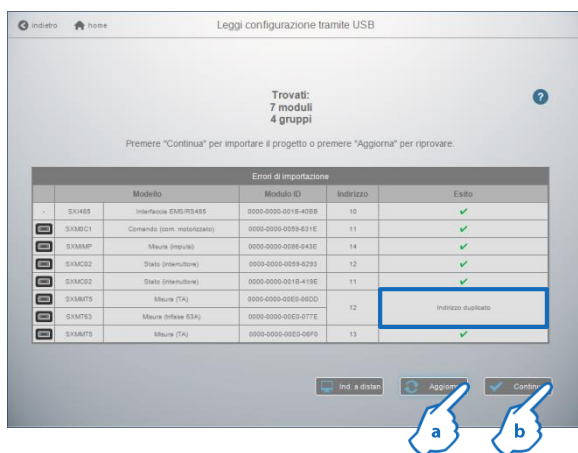 indietro home Leggi configurazione tramite USB
Trovati:
7 moduli
4 gruppi
?
Premere "Continua" per importare il progetto o premere "Aggiorna" per riprovare.
Errori di importazione
Modello Modulo ID Indirizzo Esito
- SXI485 Interfaccia EMS/RS485 0000-0000-001B-40BB 10
SXM0C1 Comando (com. motorizzato) 0000-0000-0059-631E 11
SXMIMP Misura (impulsi) 0000-0000-0086-043E 14
SXMC02 Stato (interruttore) 0000-0000-0059-6293 12
SXMC02 Stato (interruttore) 0000-0000-001B-419E 11
SXMMT5 Misura (TA) 0000-0000-00E0-06DD
12 Indirizzo duplicato
SXMT63 Misura (trifase 63A) 0000-0000-00E0-077E
SXMMT5 Misura (TA) 0000-0000-00E0-06F0 13
Ind. a distan Aggiorn Continu
a b